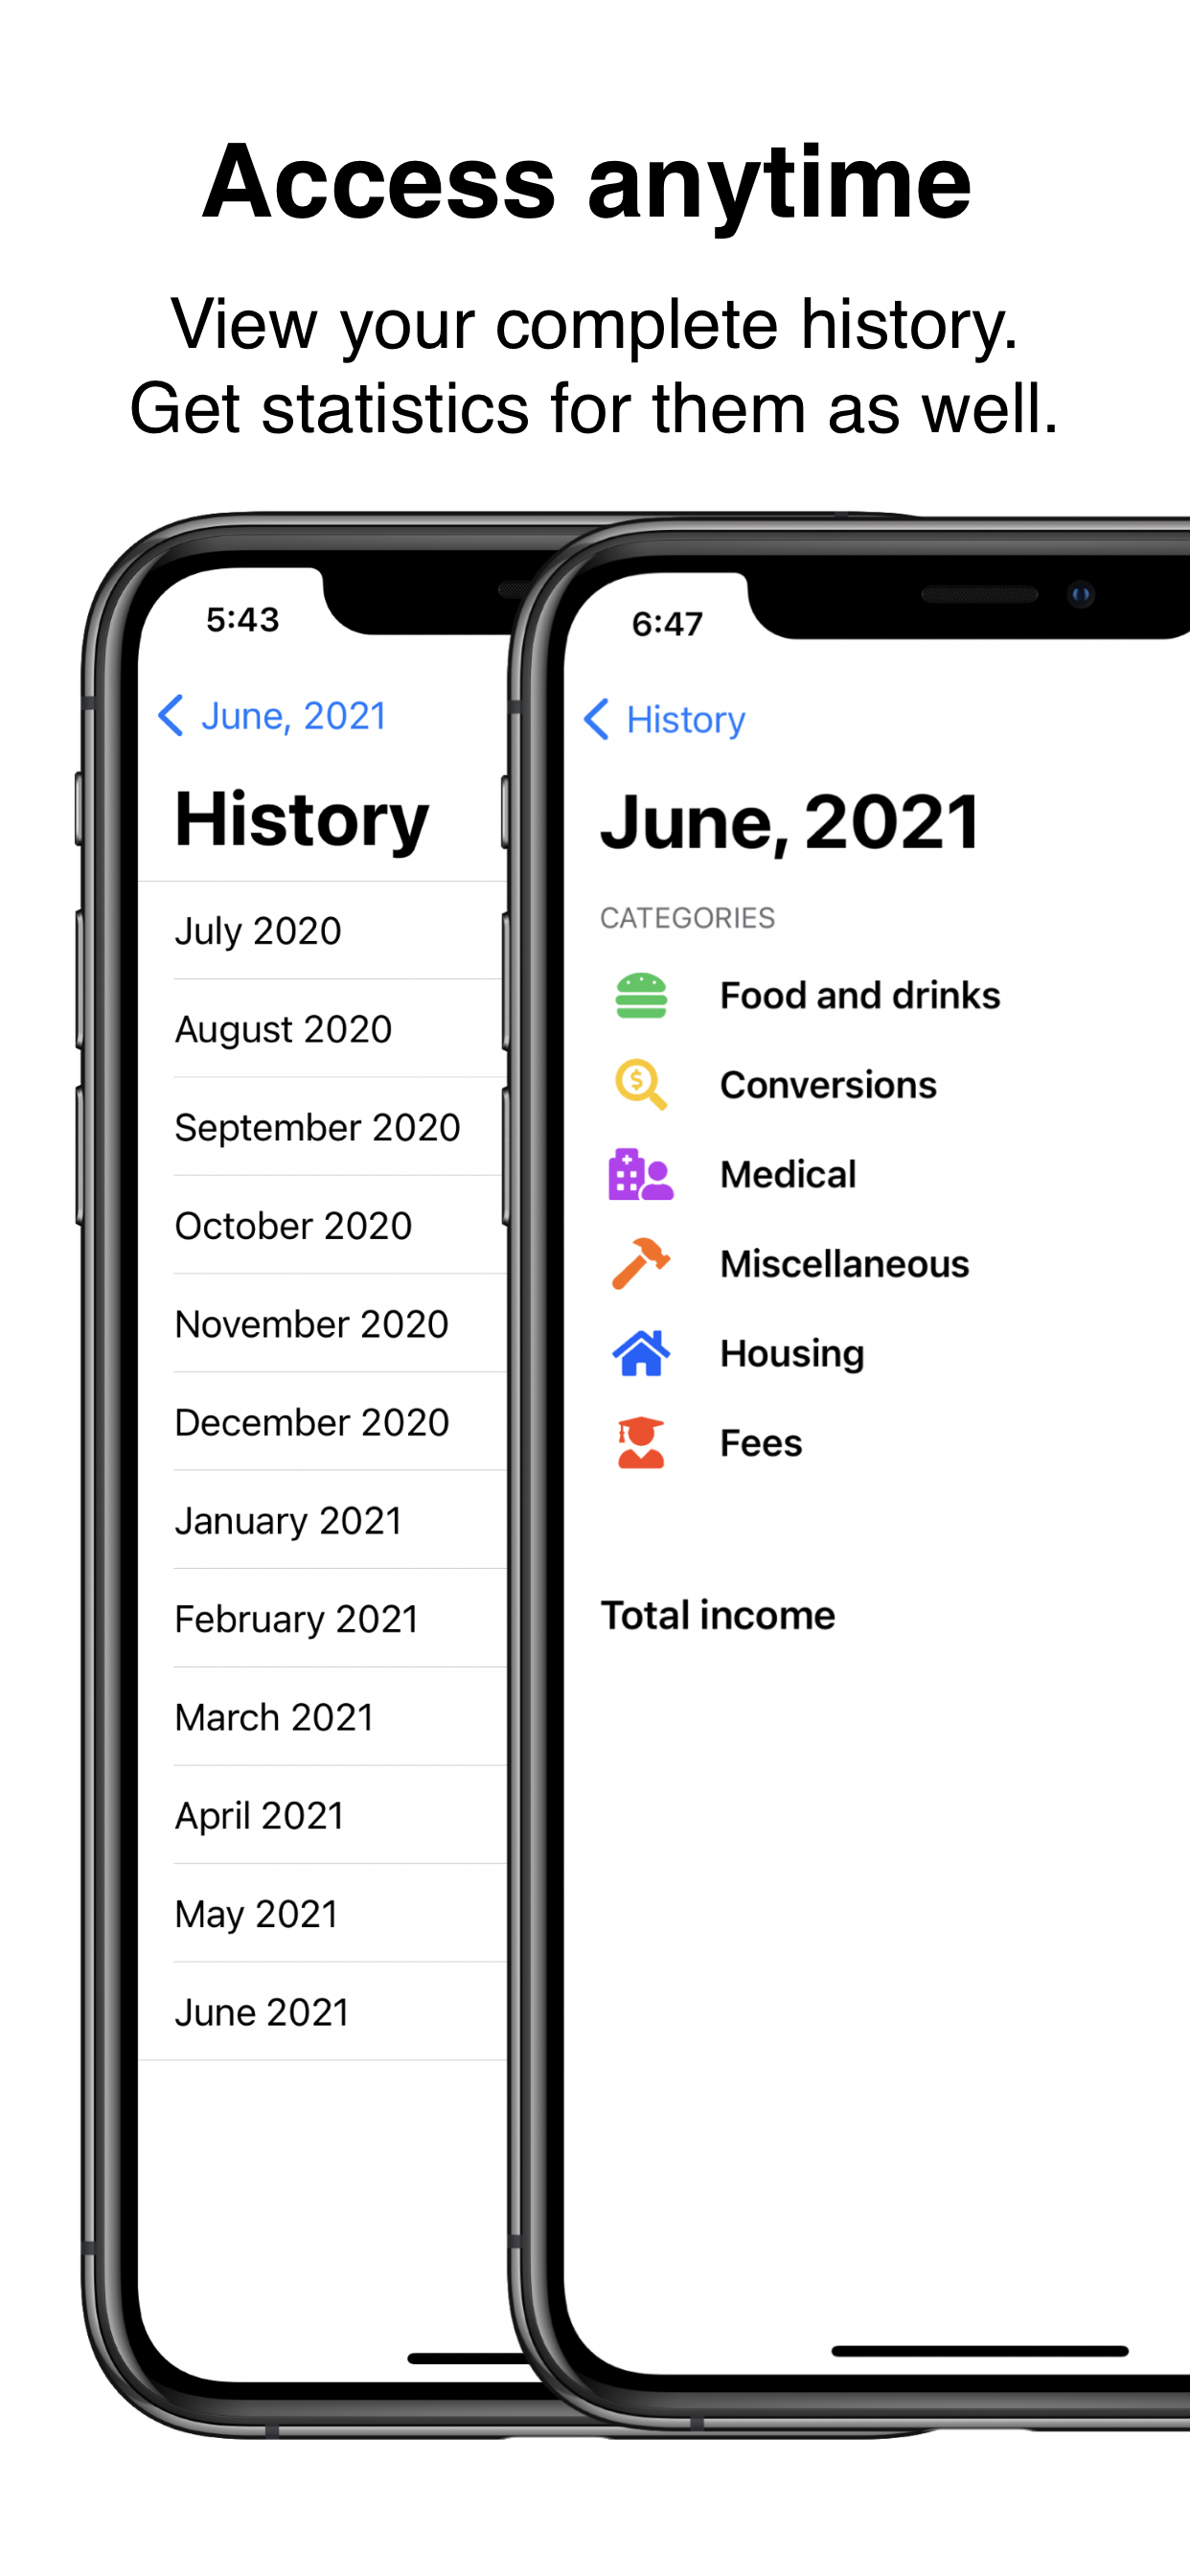 Access anytime
View your complete history.
Get statistics for them as well.
5:43
June, 2021
History
July 2020
August 2020
September 2020
October 2020
November 2020
December 2020
January 2021
February 2021
March 2021
April 2021
May 2021
June 2021
6:47
History
June, 2021
CATEGORIES
Food and drinks
Conversions
Medical
Miscellaneous
Housing
Fees
Total income